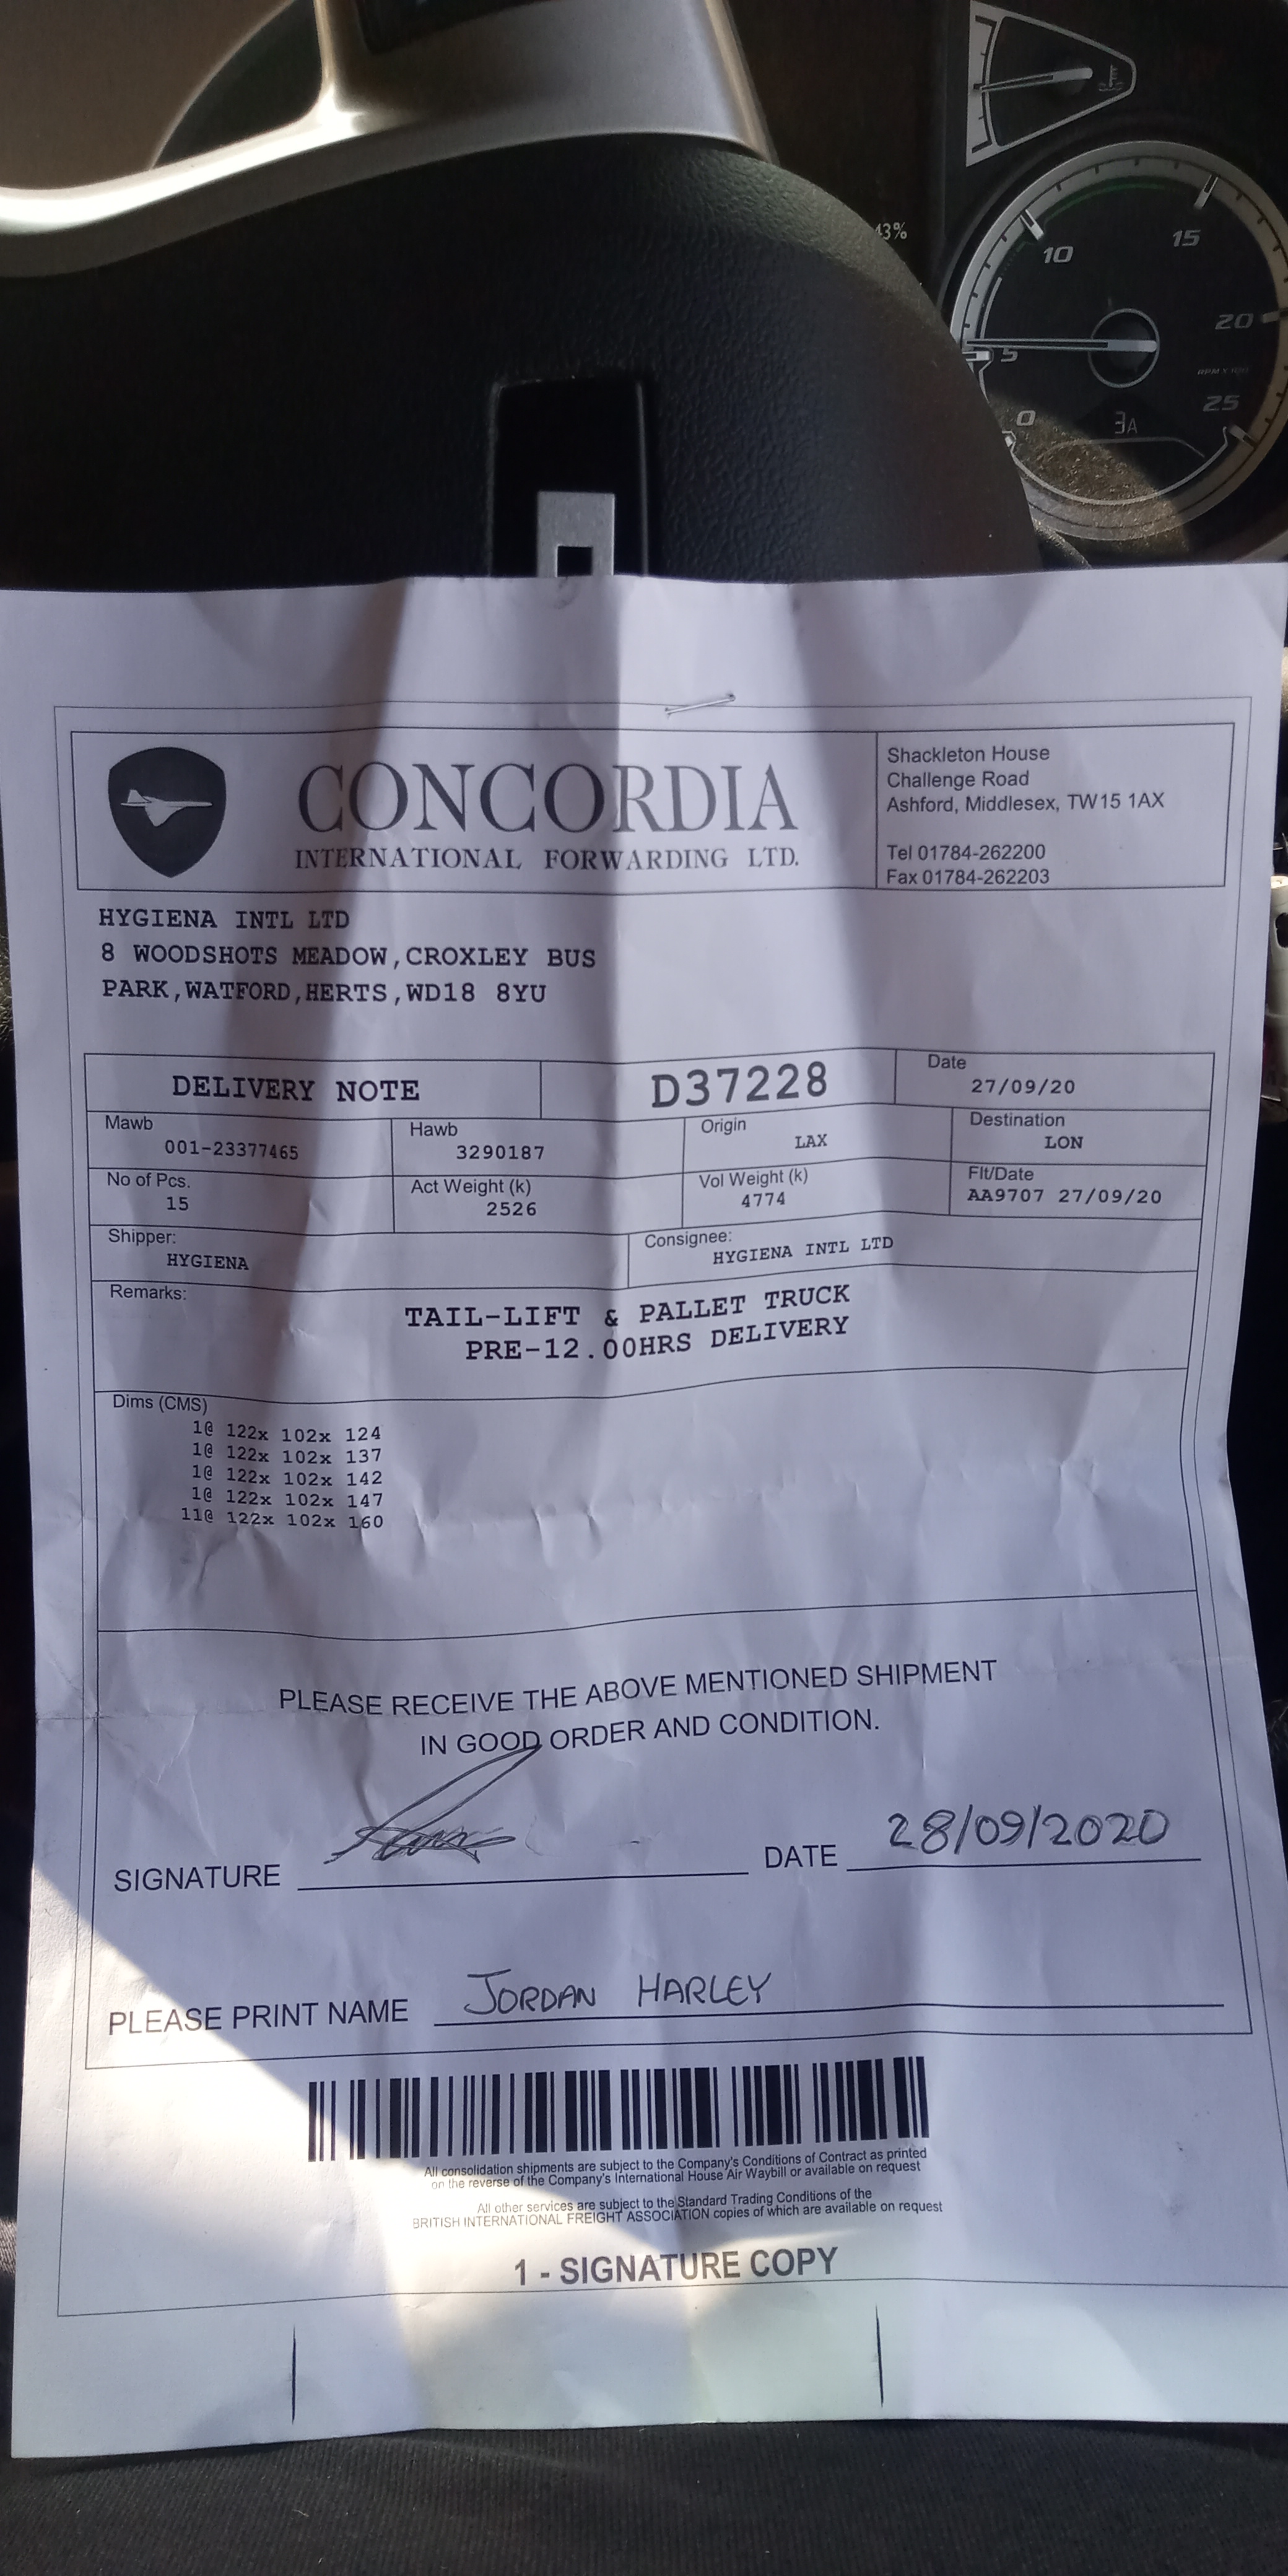 43%
10
15
20
5
RPM x 100
25
0
3A
CONCORDIA
INTERNATIONAL FORWARDING LTD.
Shackleton House
Challenge Road
Ashford, Middlesex, TW15 1AX
Tel 01784-262200
Fax 01784-262203
HYGIENA INTL LTD
8 WOODSHOTS MEADOW,CROXLEY BUS
PARK,WATFORD,HERTS,WD18 8YU
DELIVERY NOTE
D37228
Date
27/09/20
Mawb
001-23377465
Hawb
3290187
Origin
LAX
Destination
LON
No of Pcs.
15
Act Weight (k)
2526
Vol Weight (k)
4774
Flt/Date
AA9707 27/09/20
Shipper:
HYGIENA
Consignee:
HYGIENA INTL LTD
Remarks:
TAIL-LIFT & PALLET TRUCK
PRE-12.00HRS DELIVERY
Dims (CMS)
1@ 122x 102x 124
1@ 122x 102x 137
1@ 122x 102x 142
1@ 122x 102x 147
11@ 122x 102x 160
PLEASE RECEIVE THE ABOVE MENTIONED SHIPMENT
IN GOOD ORDER AND CONDITION.
SIGNATURE
DATE 28/09/2020
PLEASE PRINT NAME JORDAN HARLEY
All consolidation shipments are subject to the Company's Conditions of Contract as printed
on the reverse of the Company's International House Air Waybill or available on request
All other services are subject to the Standard Trading Conditions of the
BRITISH INTERNATIONAL FREIGHT ASSOCIATION copies of which are available on request
1 - SIGNATURE COPY